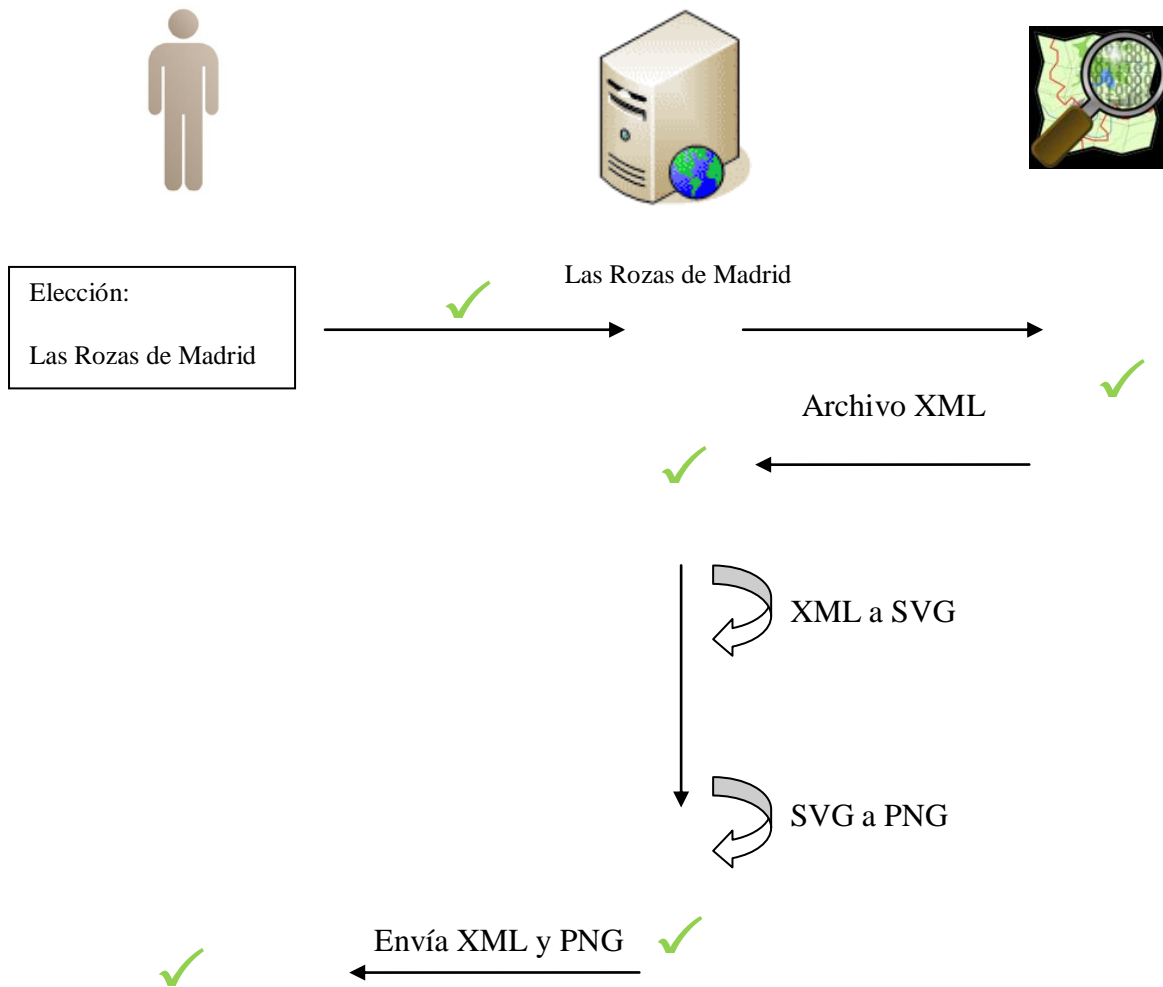 Elección:
Las Rozas de Madrid
Las Rozas de Madrid
Archivo XML
XML a SVG
SVG a PNG
Envía XML y PNG